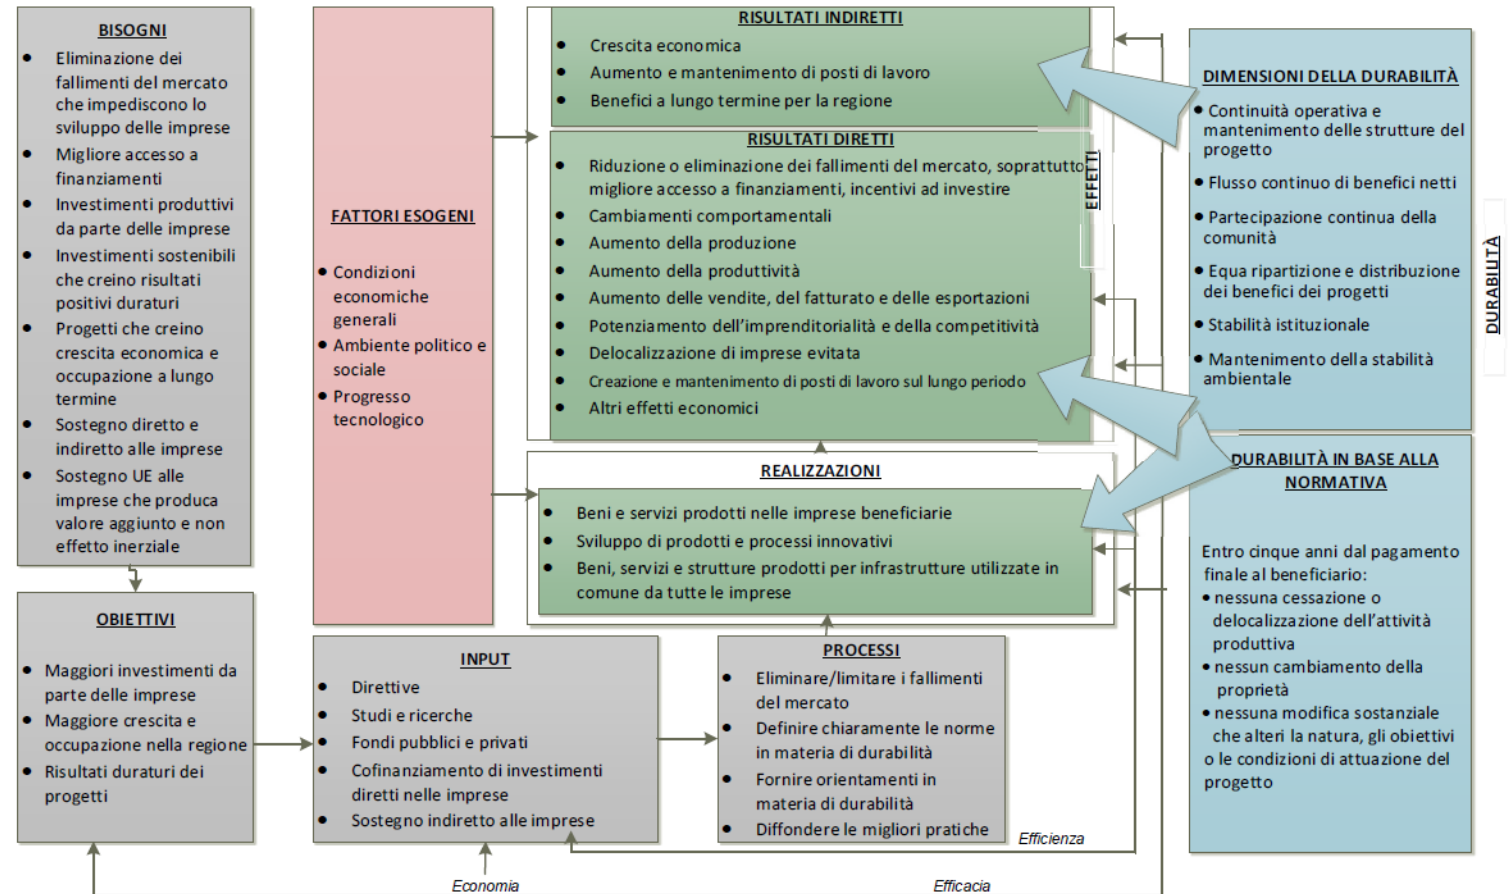 BISOGNI
● Eliminazione dei
fallimenti del mercato
che impediscono lo
sviluppo delle imprese
● Migliore accesso a
finanziamenti
● Investimenti produttivi
da parte delle imprese
● Investimenti sostenibili
che creino risultati
positivi duraturi
● Progetti che creino
crescita economica e
occupazione a lungo
termine
● Sostegno diretto e
indiretto alle imprese
● Sostegno UE alle
imprese che produca
valore aggiunto e non
effetto inerziale
OBIETTIVI
● Maggiori investimenti da
parte delle imprese
● Maggiore crescita e
occupazione nella regione
● Risultati duraturi dei
progetti
FATTORI ESOGENI
● Condizioni
economiche
generali
● Ambiente politico e
sociale
● Progresso
tecnologico
INPUT
● Direttive
● Studi e ricerche
● Fondi pubblici e privati
● Cofinanziamento di investimenti
diretti nelle imprese
● Sostegno indiretto alle imprese
PROCESSI
● Eliminare/limitare i fallimenti
del mercato
● Definire chiaramente le norme
in materia di durabilità
● Fornire orientamenti in
materia di durabilità
● Diffondere le migliori pratiche
RISULTATI INDIRETTI
● Crescita economica
● Aumento e mantenimento di posti di lavoro
● Benefici a lungo termine per la regione
RISULTATI DIRETTI
● Riduzione o eliminazione dei fallimenti del mercato, soprattutto
migliore accesso a finanziamenti, incentivi ad investire
● Cambiamenti comportamentali
● Aumento della produzione
● Aumento della produttività
● Aumento delle vendite, del fatturato e delle esportazioni
● Potenziamento dell'imprenditorialità e della competitività
● Delocalizzazione di imprese evitata
● Creazione e mantenimento di posti di lavoro sul lungo periodo
● Altri effetti economici
EFFETTI
REALIZZAZIONI
● Beni e servizi prodotti nelle imprese beneficiarie
● Sviluppo di prodotti e processi innovativi
● Beni, servizi e strutture prodotti per infrastrutture utilizzate in
comune da tutte le imprese
DIMENSIONI DELLA DURABILITÀ
● Continuità operativa e
mantenimento delle strutture del
progetto
● Flusso continuo di benefici netti
● Partecipazione continua della
comunità
● Equa ripartizione e distribuzione
dei benefici dei progetti
● Stabilità istituzionale
● Mantenimento della stabilità
ambientale
DURABILITÀ
DURABILITÀ IN BASE ALLA
NORMATIVA
Entro cinque anni dal pagamento
finale al beneficiario:
● nessuna cessazione o
delocalizzazione dell'attività
produttiva
● nessun cambiamento della
proprietà
● nessuna modifica sostanziale
che alteri la natura, gli obiettivi
o le condizioni di attuazione del
progetto
Efficienza
Economia
Efficacia